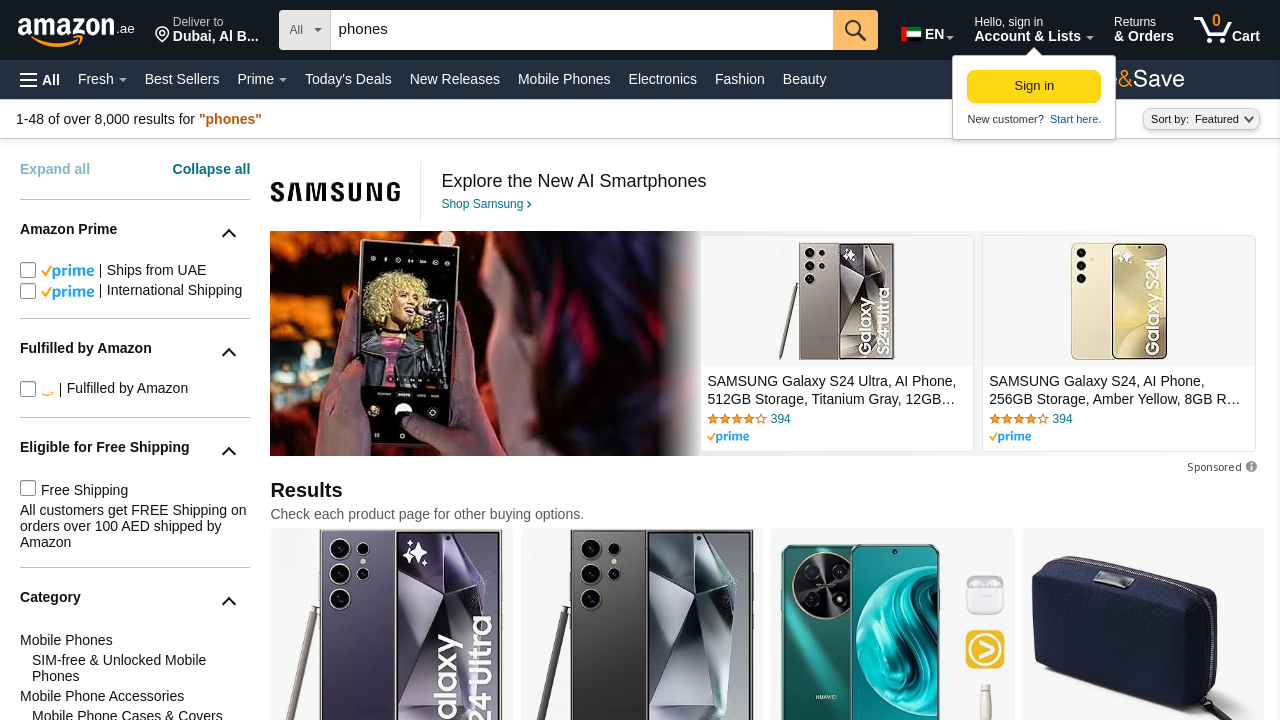 amazon.ae
Deliver to
Dubai, Al B...
All
phones
EN
Hello, sign in
Account & Lists
Returns
& Orders
0
Cart
All
Fresh
Best Sellers
Prime
Today's Deals
New Releases
Mobile Phones
Electronics
Fashion
Beauty
&Save
Sign in
New customer? Start here.
1-48 of over 8,000 results for "phones"
Sort by: Featured
Expand all
Collapse all
Amazon Prime
prime | Ships from UAE
prime | International Shipping
Fulfilled by Amazon
| Fulfilled by Amazon
Eligible for Free Shipping
Free Shipping
All customers get FREE Shipping on
orders over 100 AED shipped by
Amazon
Category
Mobile Phones
SIM-free & Unlocked Mobile
Phones
Mobile Phone Accessories
Mobile Phone Cases & Covers
SAMSUNG
Explore the New AI Smartphones
Shop Samsung
Galaxy
S24 Ultra
SAMSUNG Galaxy S24 Ultra, AI Phone,
512GB Storage, Titanium Gray, 12GB…
394
prime
Galaxy S24
SAMSUNG Galaxy S24, AI Phone,
256GB Storage, Amber Yellow, 8GB R…
394
prime
Sponsored
Results
Check each product page for other buying options.
alaxy
24 Ultra
HUAWEI